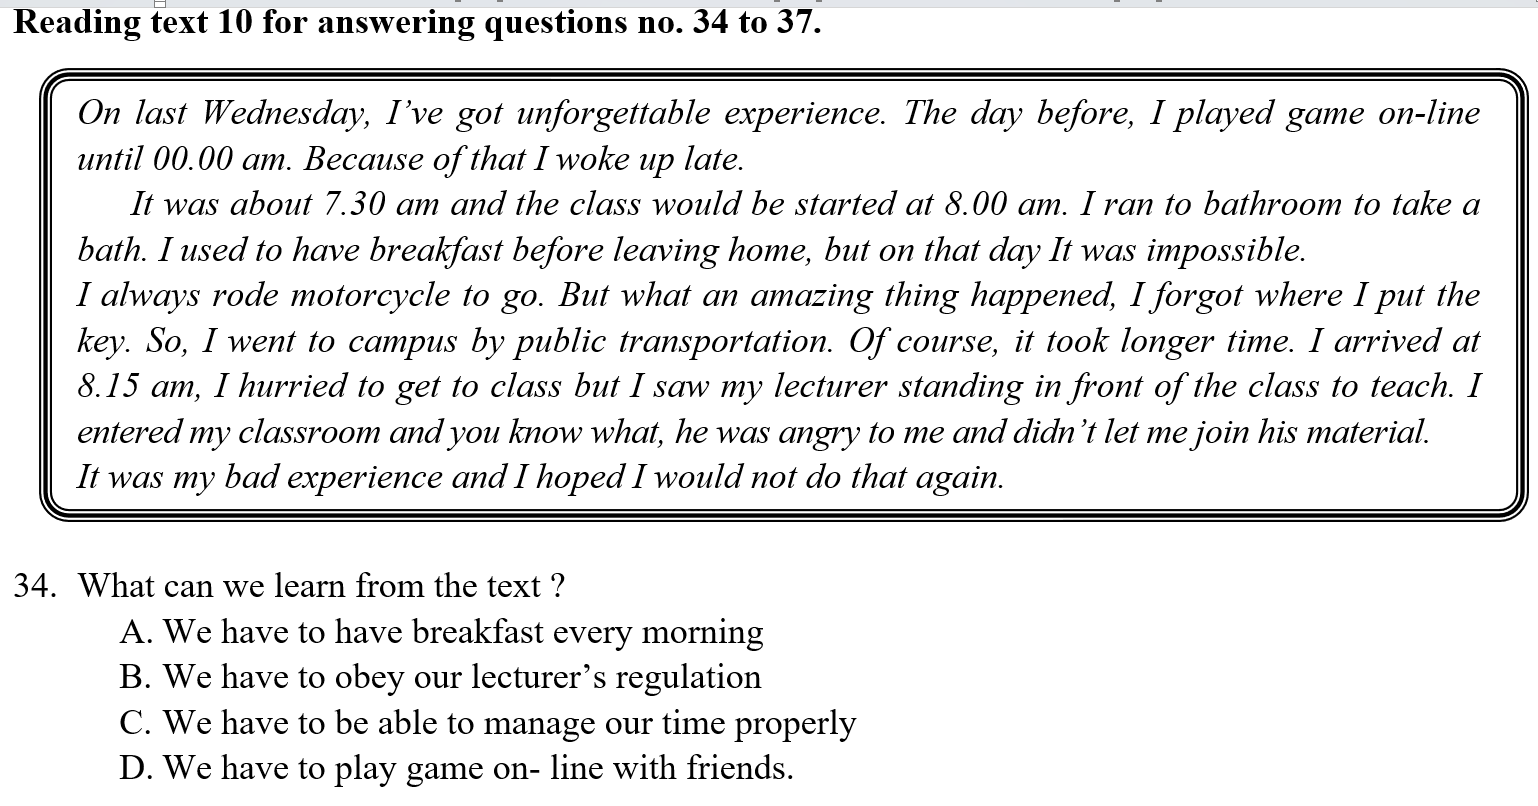 Reading text 10 for answering questions no. 34 to 37.
On last Wednesday, I’ve got unforgettable experience. The day before, I played game on-line
until 00.00 am. Because of that I woke up late.
It was about 7.30 am and the class would be started at 8.00 am. I ran to bathroom to take a
bath. I used to have breakfast before leaving home, but on that day It was impossible.
I always rode motorcycle to go. But what an amazing thing happened, I forgot where I put the
key. So, I went to campus by public transportation. Of course, it took longer time. I arrived at
8.15 am, I hurried to get to class but I saw my lecturer standing in front of the class to teach. I
entered my classroom and you know what, he was angry to me and didn’t let me join his material.
It was my bad experience and I hoped I would not do that again.
34. What can we learn from the text ?
A. We have to have breakfast every morning
B. We have to obey our lecturer’s regulation
C. We have to be able to manage our time properly
D. We have to play game on- line with friends.